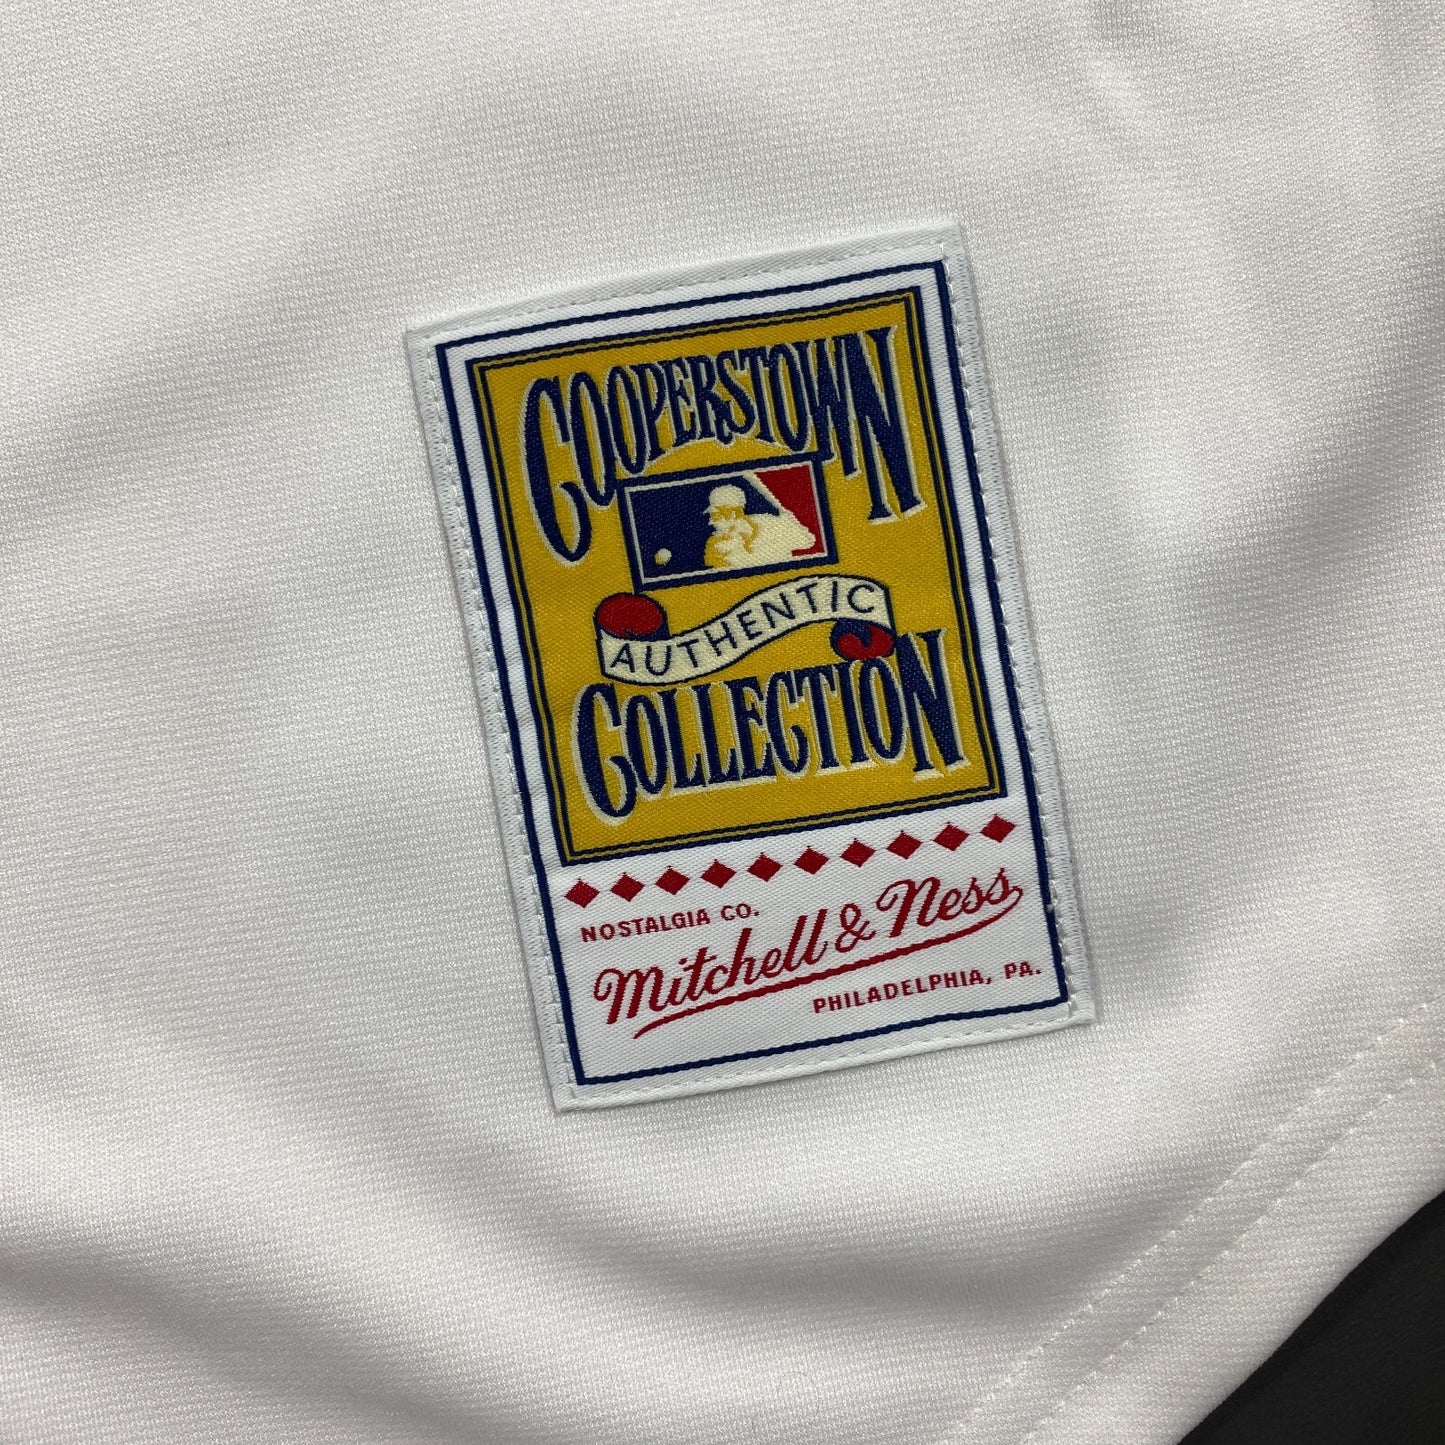 COOPERSTOWN
AUTHENTIC
COLLECTION
NOSTALGIA CO.
Mitchell & Ness
PHILADELPHIA, PA.